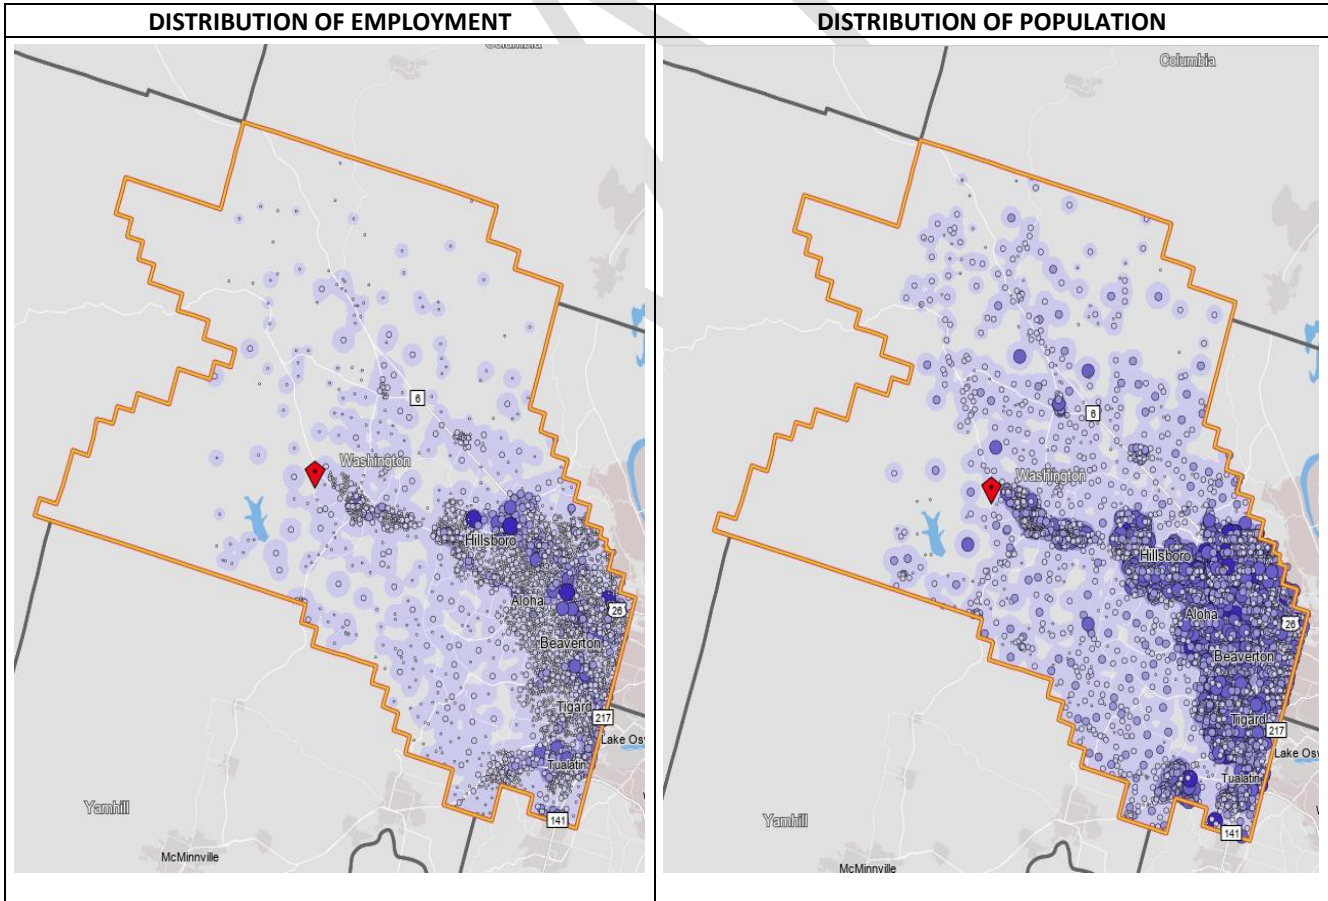 DISTRIBUTION OF EMPLOYMENT
DISTRIBUTION OF POPULATION
Columbia
6
Washington
Hillsboro
Aloha
26
Beaverton
Tigard
217
Lake Osw
Tualatin
141
Yamhill
McMinnville
Columbia
6
Washington
Hillsboro
Aloha
26
Beaverton
Tigard
217
Lake Osw
Tualatin
141
Yamhill
McMinnville